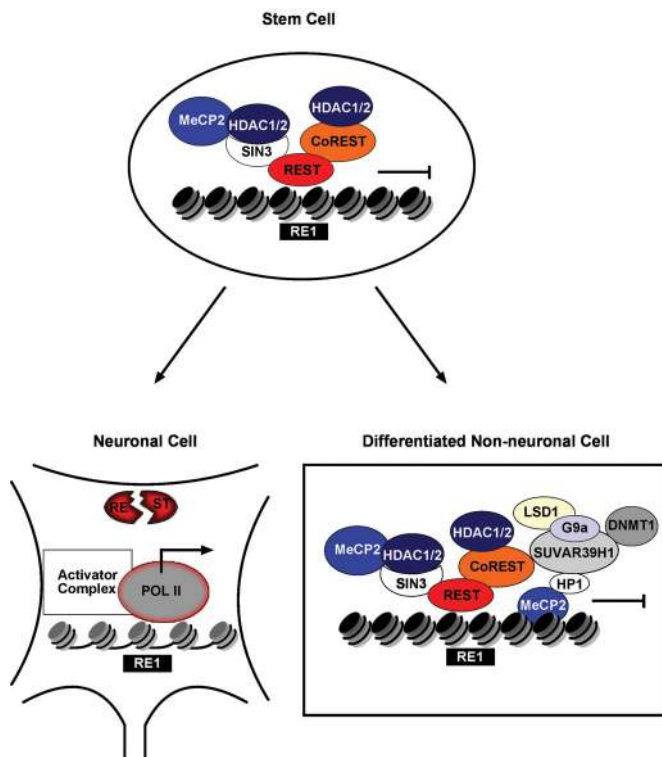 Stem Cell
MeCP2
HDAC1/2
SIN3
HDAC1/2
CoREST
REST
RE1
Neuronal Cell
RE
ST
Activator
Complex
POL II
RE1
Differentiated Non-neuronal Cell
MeCP2
HDAC1/2
SIN3
HDAC1/2
CoREST
REST
LSD1
G9a
DNMT1
SUVAR39H1
HP1
MeCP2
RE1